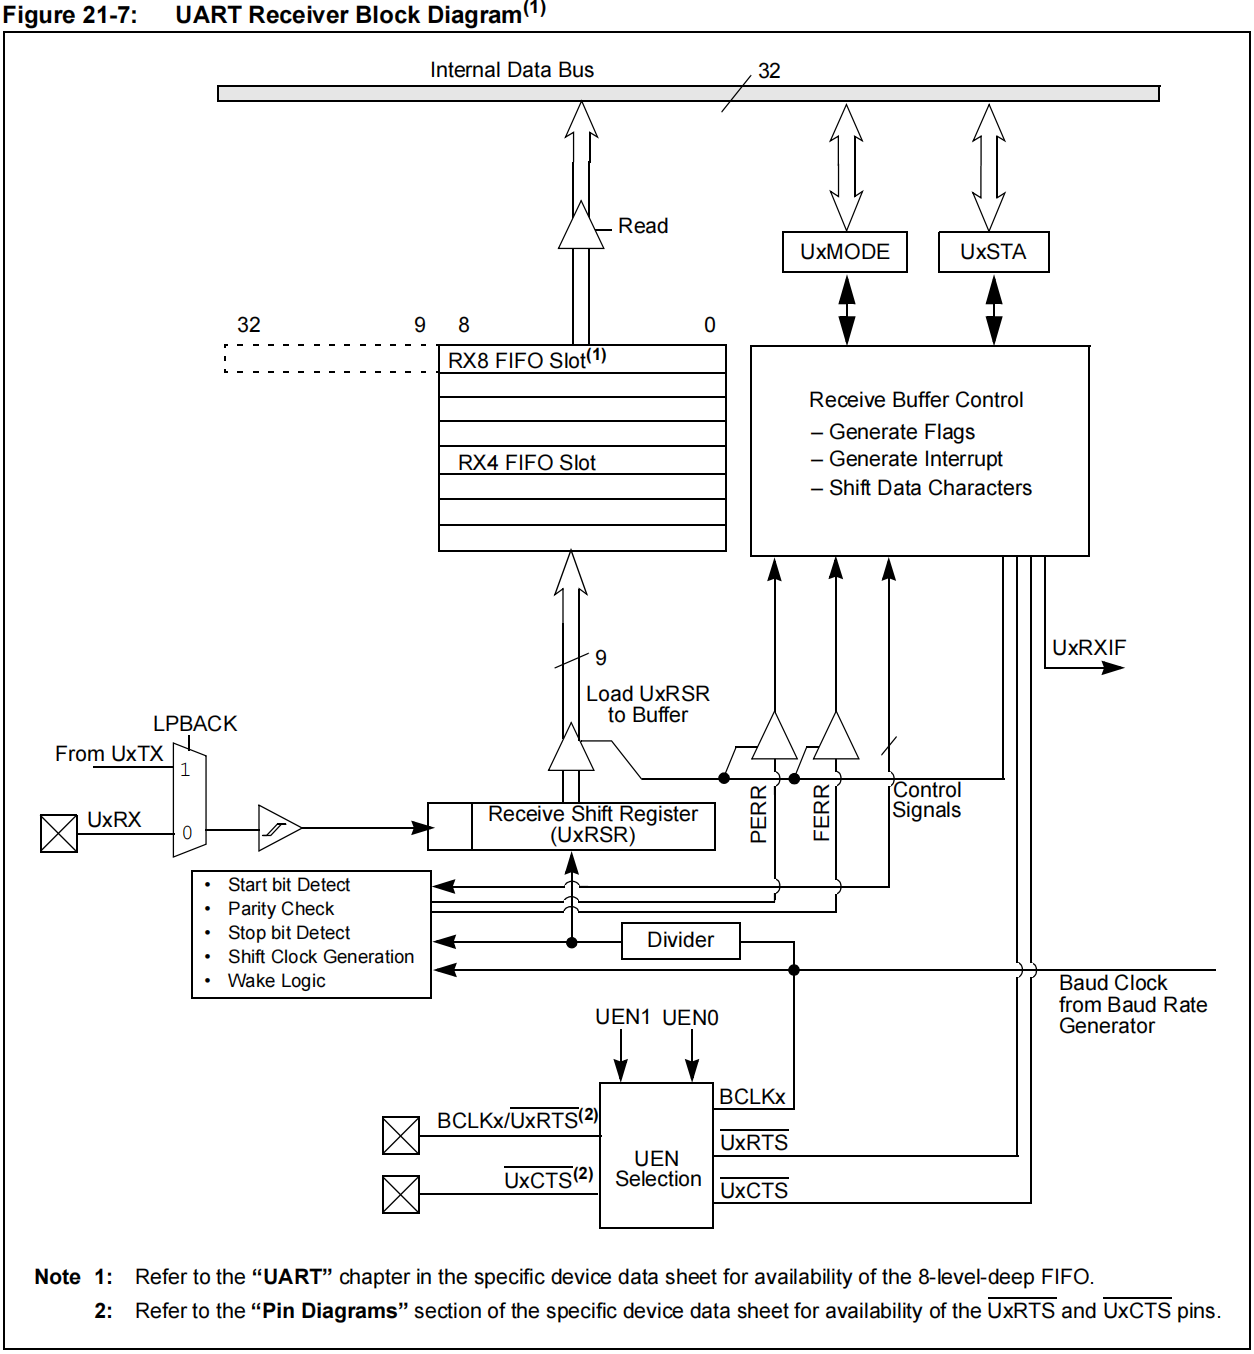 Figure 21-7: UART Receiver Block Diagram(1)
Internal Data Bus
32
Read
UxMODE
UxSTA
32
9
8
0
RX8 FIFO Slot(1)
RX4 FIFO Slot
Receive Buffer Control
– Generate Flags
– Generate Interrupt
– Shift Data Characters
9
Load UxRSR
to Buffer
UxRXIF
LPBACK
From UxTX
1
UxRX
0
Receive Shift Register
(UxRSR)
PERR
FERR
Control
Signals
• Start bit Detect
• Parity Check
• Stop bit Detect
• Shift Clock Generation
• Wake Logic
Divider
Baud Clock
from Baud Rate
Generator
UEN1
UEN0
BCLKx/UxRTS(2)
UxCTS(2)
UEN
Selection
BCLKx
UxRTS
UxCTS
Note 1: Refer to the “UART” chapter in the specific device data sheet for availability of the 8-level-deep FIFO.
2: Refer to the “Pin Diagrams” section of the specific device data sheet for availability of the UxRTS and UxCTS pins.